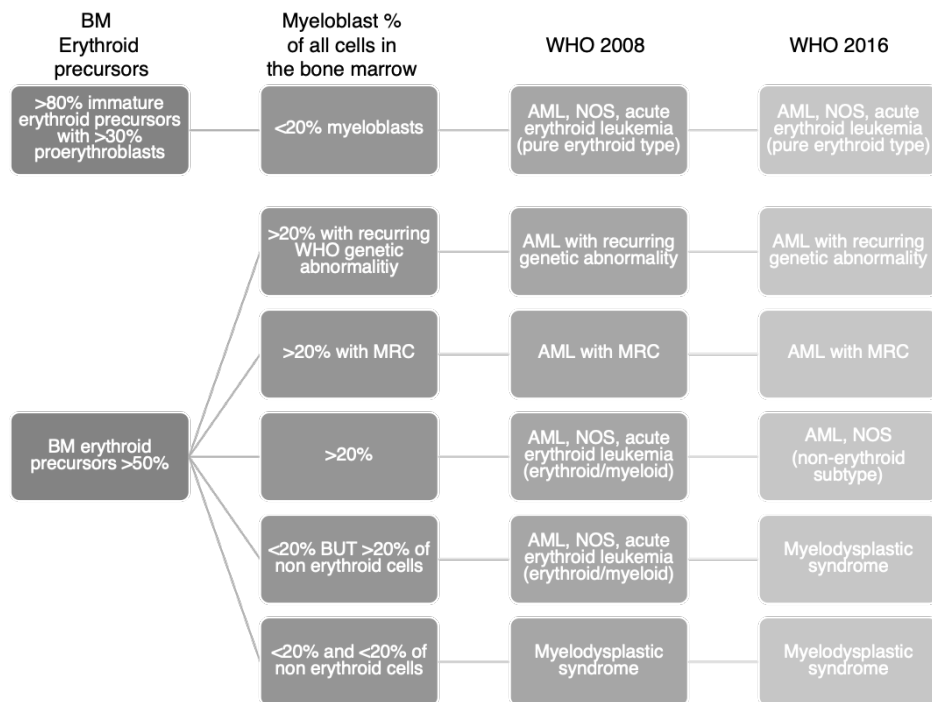 BM
Erythroid
precursors
Myeloblast %
of all cells in
the bone marrow
WHO 2008
WHO 2016
>80% immature
erythroid precursors
with >30%
proerythroblasts
<20% myeloblasts
AML, NOS, acute
erythroid leukemia
(pure erythroid type)
AML, NOS, acute
erythroid leukemia
(pure erythroid type)
BM erythroid
precursors >50%
>20% with recurring
WHO genetic
abnormalitiy
AML with recurring
genetic abnormality
AML with recurring
genetic abnormality
>20% with MRC
AML with MRC
AML with MRC
>20%
AML, NOS, acute
erythroid leukemia
(erythroid/myeloid)
AML, NOS
(non-erythroid
subtype)
<20% BUT >20% of
non erythroid cells
AML, NOS, acute
erythroid leukemia
(erythroid/myeloid)
Myelodysplastic
syndrome
<20% and <20% of
non erythroid cells
Myelodysplastic
syndrome
Myelodysplastic
syndrome